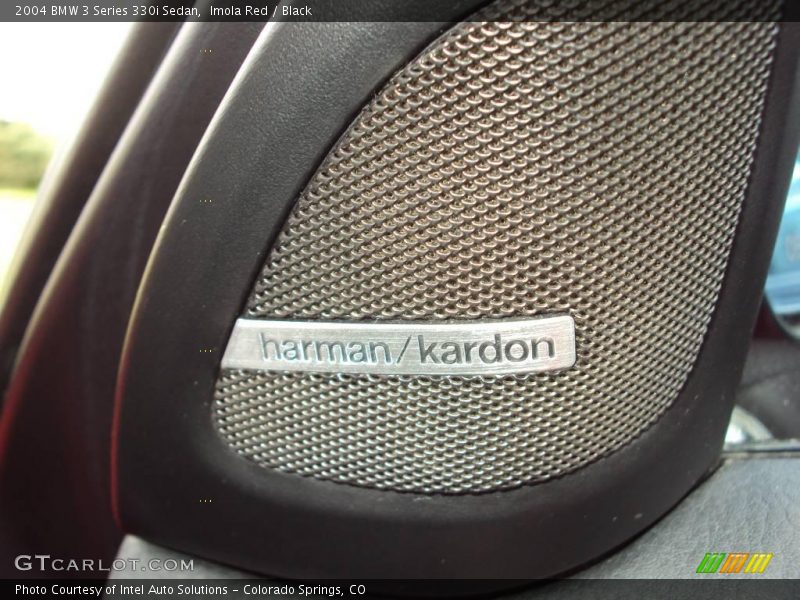 2004 BMW 3 Series 330i Sedan, Imola Red / Black
harman/kardon
GTCARLOT.COM
Photo Courtesy of Intel Auto Solutions - Colorado Springs, CO